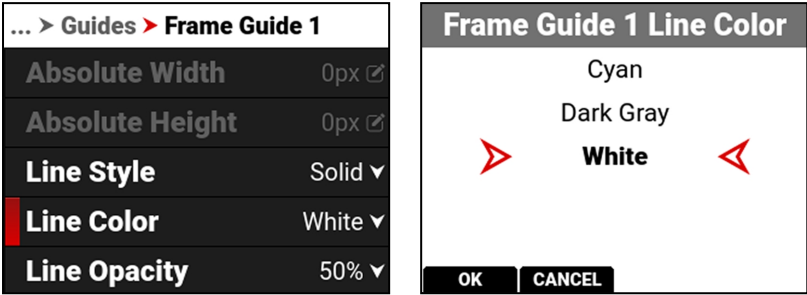 ... > Guides > Frame Guide 1
Absolute Width 0px
Absolute Height 0px
Line Style Solid
Line Color White
Line Opacity 50%
Frame Guide 1 Line Color
Cyan
Dark Gray
White
OK CANCEL